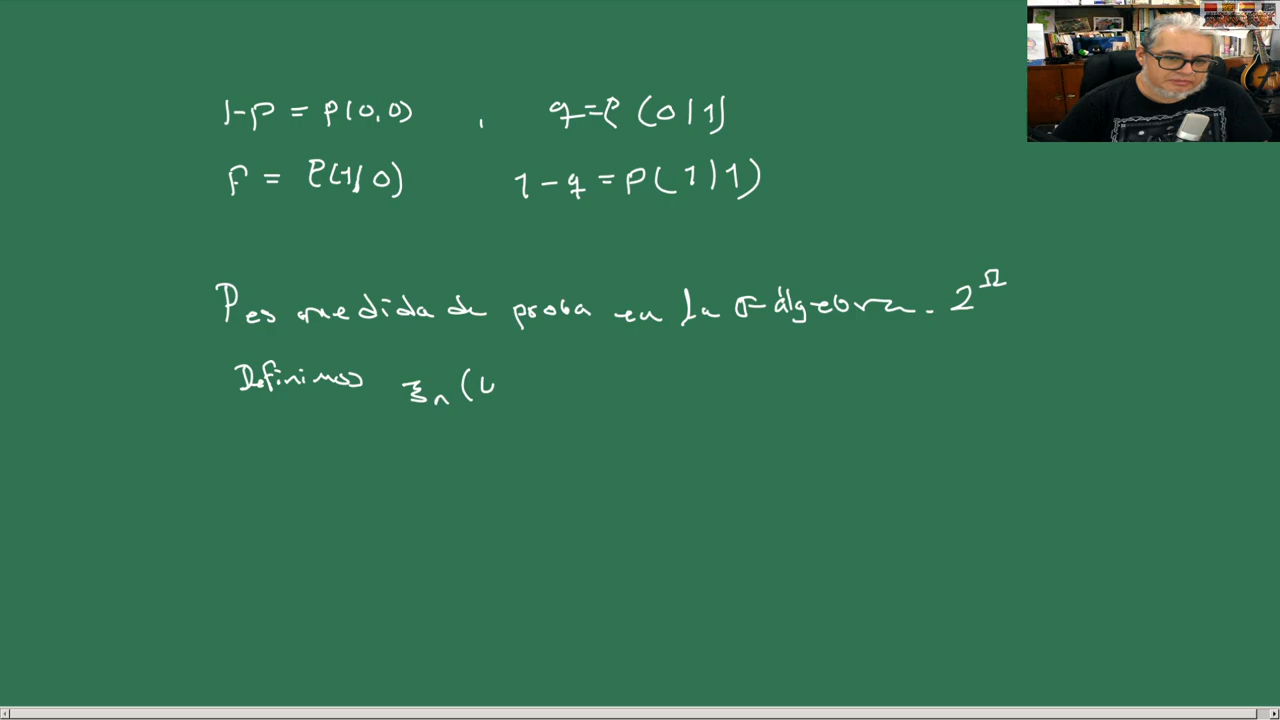 1-p = p(0,0) , q=p(0|1)
p = p(1|0) 1-q = p(1|1)
P es medida de proba en la σ-álgebra. 2^Ω
Definimos ξn(